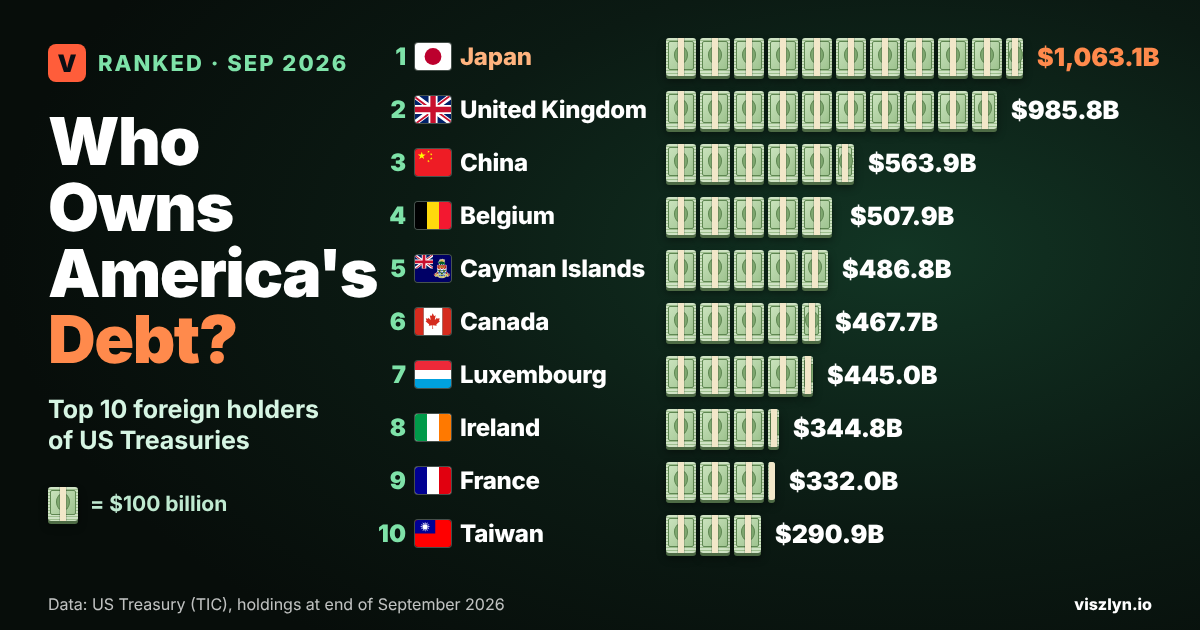 V RANKED · SEP 2026
Who
Owns
America's
Debt?
Top 10 foreign holders
of US Treasuries
= $100 billion
1 Japan $1,063.1B
2 United Kingdom $985.8B
3 China $563.9B
4 Belgium $507.9B
5 Cayman Islands $486.8B
6 Canada $467.7B
7 Luxembourg $445.0B
8 Ireland $344.8B
9 France $332.0B
10 Taiwan $290.9B
Data: US Treasury (TIC), holdings at end of September 2026
viszlyn.io